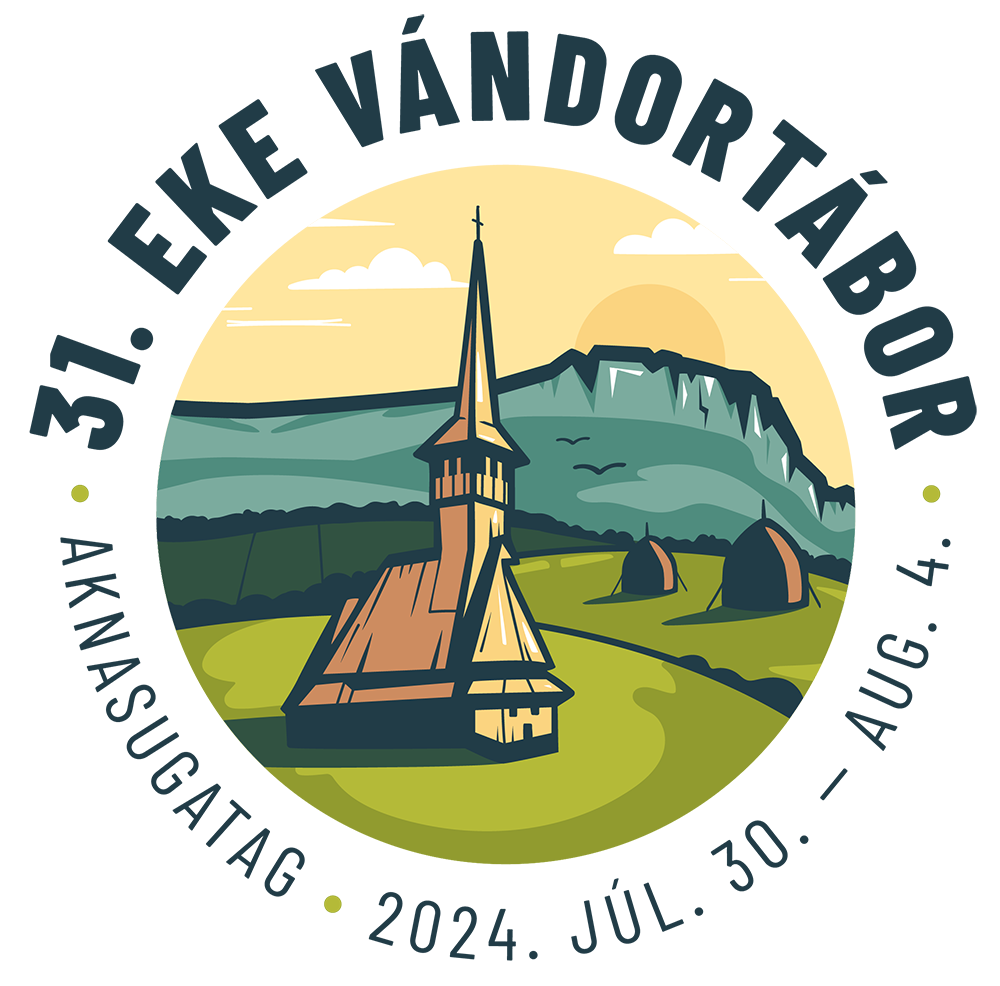 31. EKE VÁNDORTÁBOR
AKNASUGATAG • 2024. JÚL. 30. – AUG. 4.